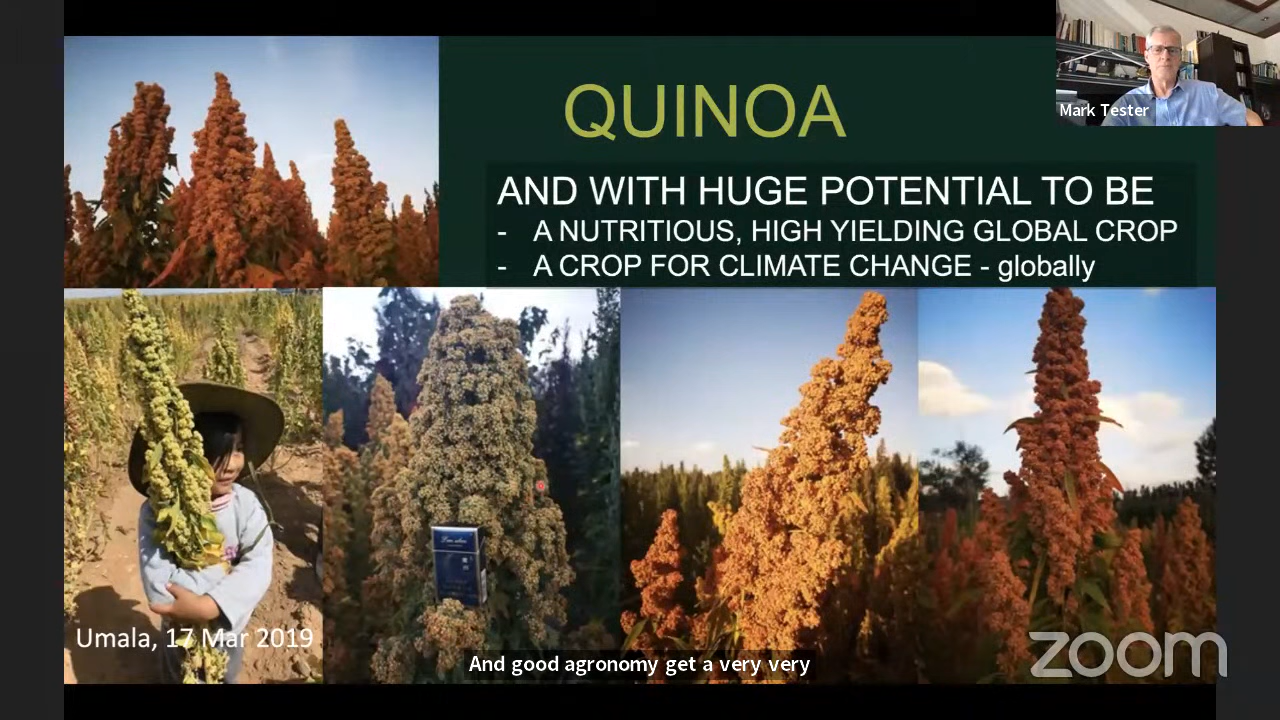 QUINOA
Mark Tester
AND WITH HUGE POTENTIAL TO BE
- A NUTRITIOUS, HIGH YIELDING GLOBAL CROP
- A CROP FOR CLIMATE CHANGE - globally
Umala, 17 Mar 2019
And good agronomy get a very very
zoom